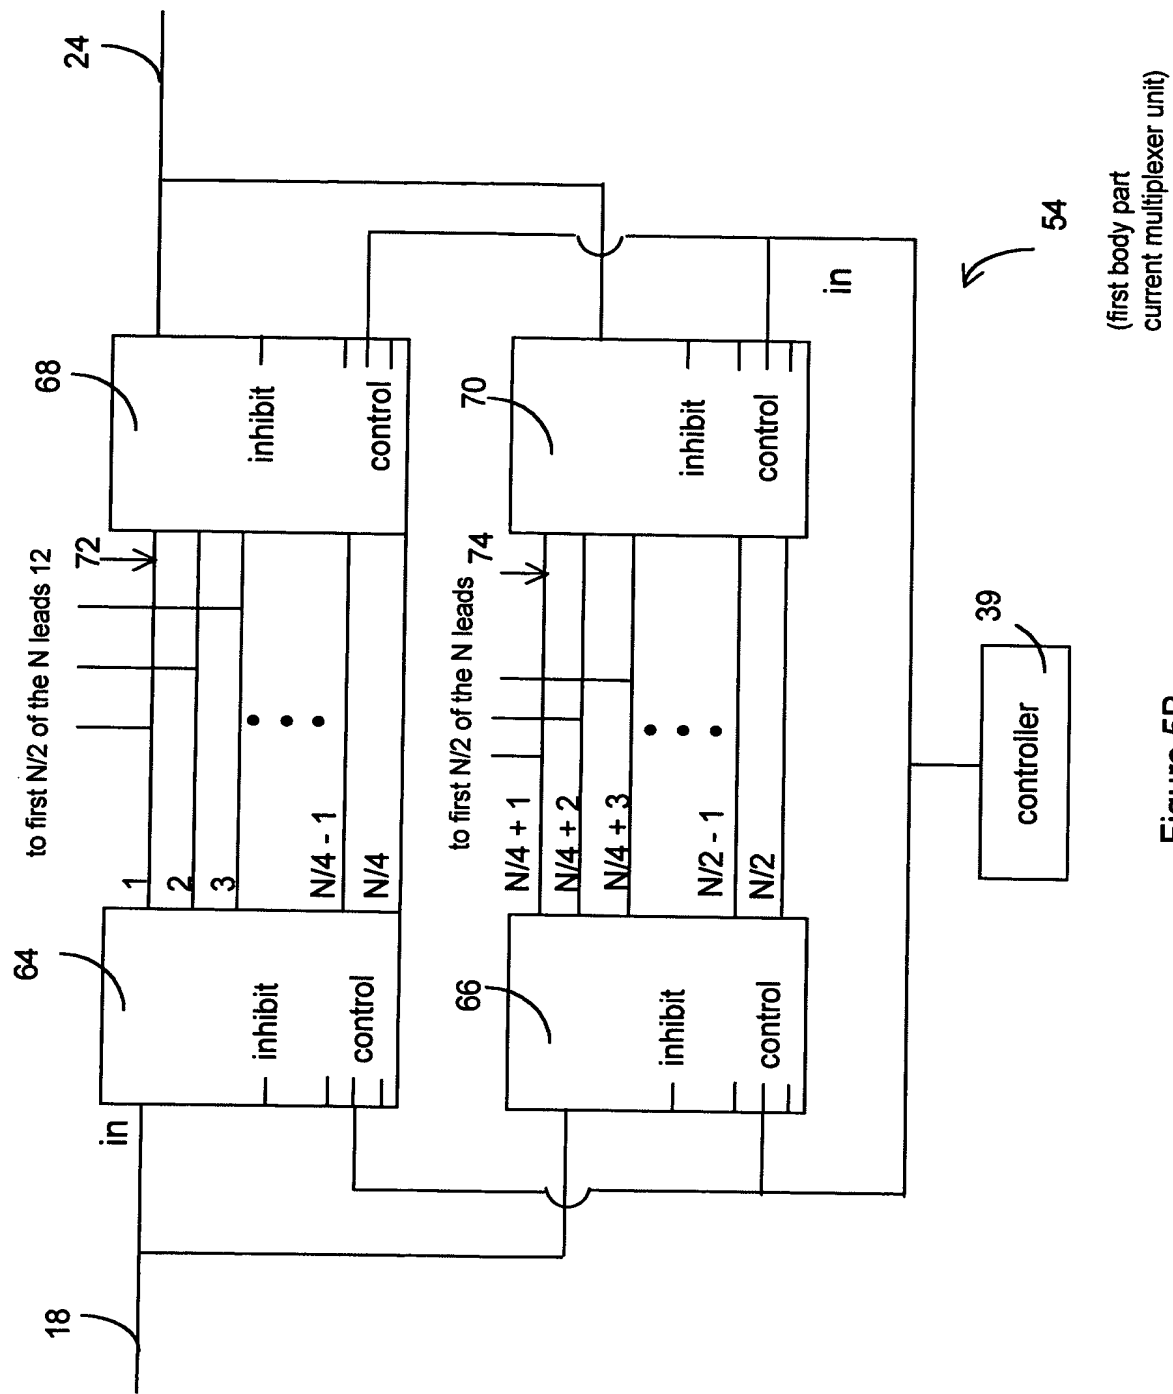 18
24
in
64
68
72
to first N/2 of the N leads 12
1
2
3
N/4 - 1
N/4
inhibit
control
inhibit
control
66
70
74
to first N/2 of the N leads
N/4 + 1
N/4 + 2
N/4 + 3
N/2 - 1
N/2
inhibit
control
inhibit
control
in
39
controller
54
(first body part
current multiplexer unit)
Figure